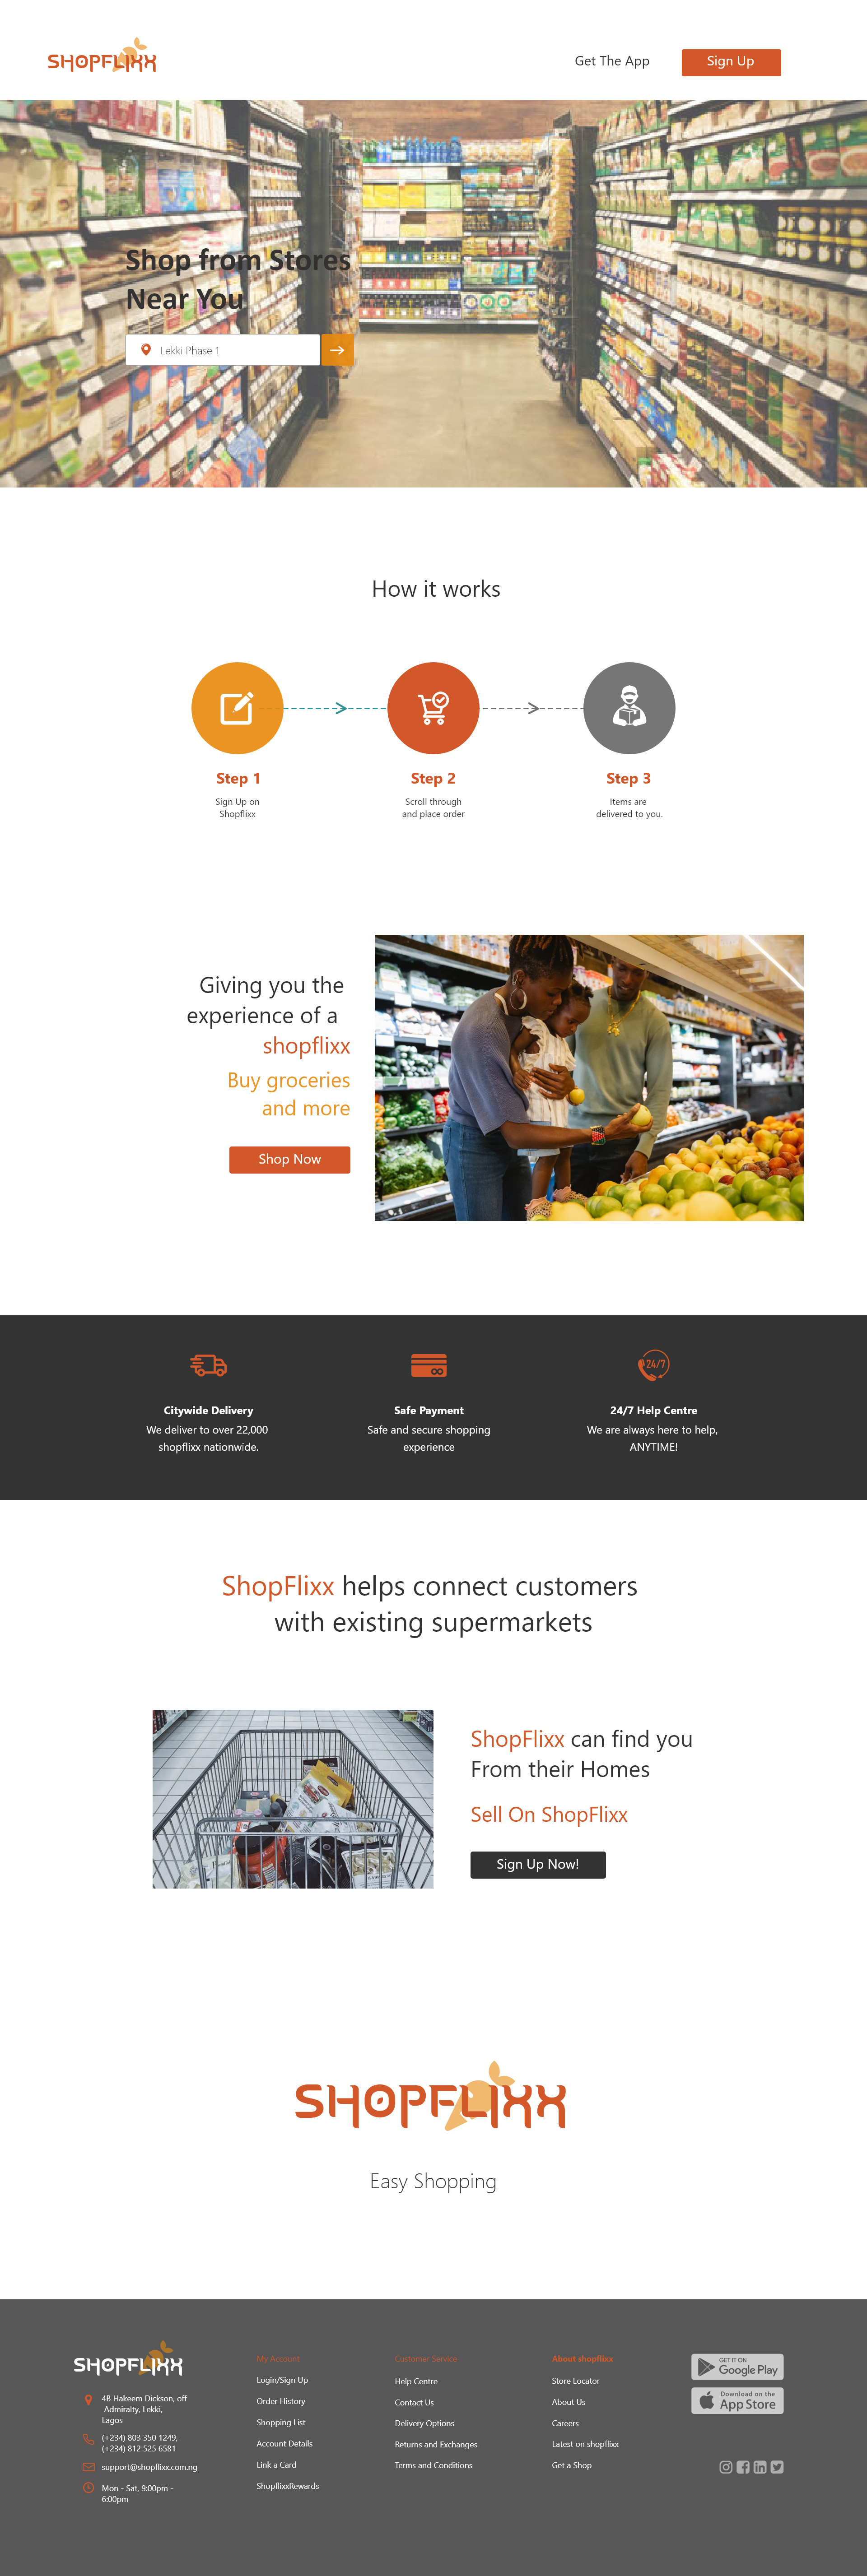 SHOPFLIXX
Get The App
Sign Up
Shop from Stores
Near You
Lekki Phase 1
How it works
Step 1
Sign Up on
Shopflixx
Step 2
Scroll through
and place order
Step 3
Items are
delivered to you.
Giving you the
experience of a
shopflixx
Buy groceries
and more
Shop Now
Citywide Delivery
We deliver to over 22,000
shopflixx nationwide.
Safe Payment
Safe and secure shopping
experience
24/7
24/7 Help Centre
We are always here to help,
ANYTIME!
ShopFlixx helps connect customers
with existing supermarkets
ShopFlixx can find you
From their Homes
Sell On ShopFlixx
Sign Up Now!
SHOPFLIXX
Easy Shopping
SHOPFLIXX
4B Hakeem Dickson, off
Admiralty, Lekki,
Lagos
(+234) 803 350 1249,
(+234) 812 525 6581
support@shopflixx.com.ng
Mon - Sat, 9:00pm -
6:00pm
My Account
Login/Sign Up
Order History
Shopping List
Account Details
Link a Card
ShopflixxRewards
Customer Service
Help Centre
Contact Us
Delivery Options
Returns and Exchanges
Terms and Conditions
About shopflixx
Store Locator
About Us
Careers
Latest on shopflixx
Get a Shop
GET IT ON
Google Play
Download on the
App Store